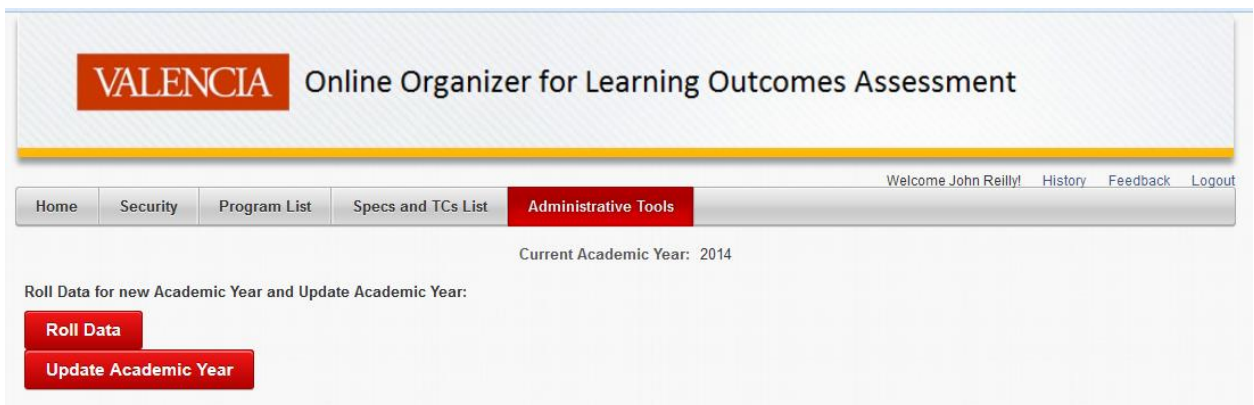 VALENCIA Online Organizer for Learning Outcomes Assessment
Welcome John Reilly! History Feedback Logout
Home Security Program List Specs and TCs List Administrative Tools
Current Academic Year: 2014
Roll Data for new Academic Year and Update Academic Year:
Roll Data
Update Academic Year